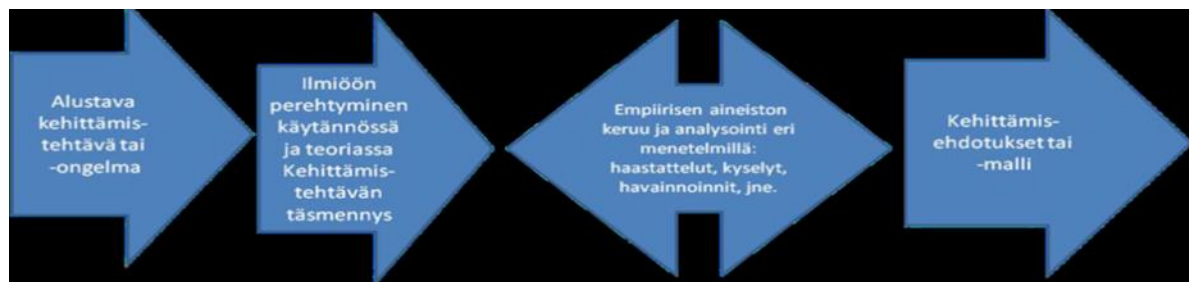 Alustava
kehittämis-
tehtävä tai
-ongelma
Ilmiöön
perehtyminen
käytännössä
ja teoriassa
Kehittämis-
tehtävän
täsmennys
Empiirisen aineiston
keruu ja analysointi eri
menetelmillä:
haastattelut, kyselyt,
havainnoinnit, jne.
Kehittämis-
ehdotukset tai
-malli